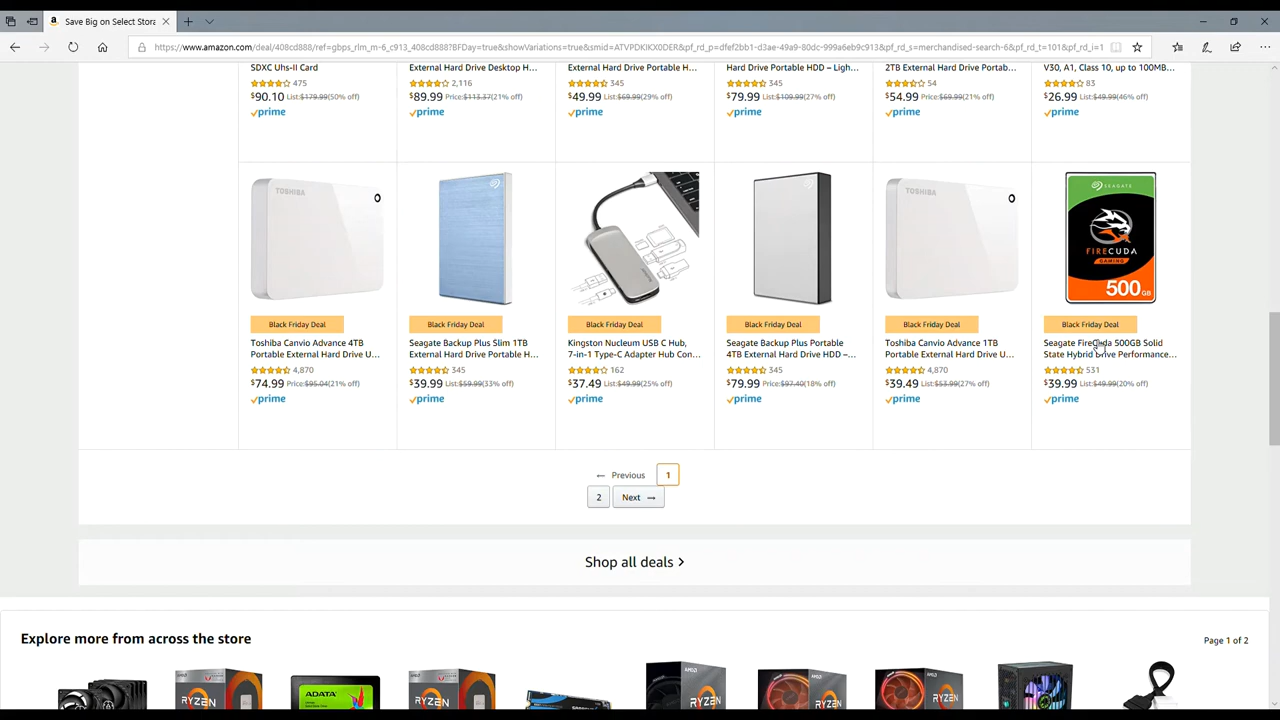 Save Big on Select Stora
https://www.amazon.com/deal/408cd888/ref=gbps_rlm_m-6_c913_408cd888?BFDay=true&showVariations=true&smid=ATVPDKIKX0DER&pf_rd_p=dfef2bb1-d3ae-49a9-80dc-999a6eb9c913&pf_rd_s=merchandised-search-6&pf_rd_t=101&pf_rd_i=1
SDXC Uhs-II Card
475
$90.10 List:$179.99(50% off)
prime
External Hard Drive Desktop H...
2,116
$89.99 Price:$113.37(21% off)
prime
External Hard Drive Portable H...
345
$49.99 List:$69.99(29% off)
prime
Hard Drive Portable HDD – Ligh...
345
$79.99 List:$109.99(27% off)
prime
2TB External Hard Drive Portab...
54
$54.99 Price:$69.99(21% off)
prime
V30, A1, Class 10, up to 100MB...
83
$26.99 List:$49.99(46% off)
prime
TOSHIBA
Black Friday Deal
Toshiba Canvio Advance 4TB
Portable External Hard Drive U...
4,870
$74.99 Price:$95.04(21% off)
prime
Black Friday Deal
Seagate Backup Plus Slim 1TB
External Hard Drive Portable H...
345
$39.99 List:$59.99(33% off)
prime
Black Friday Deal
Kingston Nucleum USB C Hub,
7-in-1 Type-C Adapter Hub Con...
162
$37.49 List:$49.99(25% off)
prime
Black Friday Deal
Seagate Backup Plus Portable
4TB External Hard Drive HDD –...
345
$79.99 Price:$97.40(18% off)
prime
TOSHIBA
Black Friday Deal
Toshiba Canvio Advance 1TB
Portable External Hard Drive U...
4,870
$39.49 List:$53.99(27% off)
prime
SEAGATE
FIRECUDA
GAMING
500GB
Black Friday Deal
Seagate FireCuda 500GB Solid
State Hybrid Drive Performance...
531
$39.99 List:$49.99(20% off)
prime
← Previous 1
2 Next →
Shop all deals >
Explore more from across the store
Page 1 of 2
RYZEN
ADATA
RYZEN
AMD
AMD
AMD
RYZEN